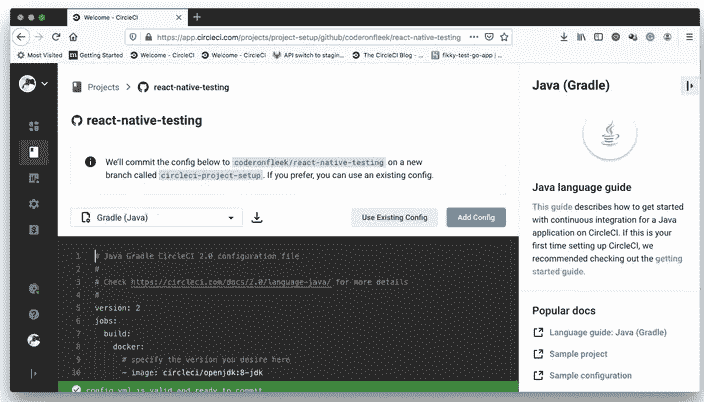 Welcome - CircleCI
https://app.circleci.com/projects/project-setup/github/coderonfleek/react-native-testing
Most Visited
Getting Started
Welcome - CircleCI
Welcome - CircleCI
API switch to stagin...
The CircleCI Blog - ...
fikky-test-go-app | ...
Projects
react-native-testing
react-native-testing
We'll commit the config below to coderonfleek/react-native-testing on a new
branch called circleci-project-setup. If you prefer, you can use an existing config.
Gradle (Java)
Use Existing Config
Add Config
1 # Java Gradle CircleCI 2.0 configuration file
2 #
3 # Check https://circleci.com/docs/2.0/language-java/ for more details
4 #
5 version: 2
6 jobs:
7 build:
8 docker:
9 # specify the version you desire here
10 - image: circleci/openjdk:8-jdk
config.yml is valid and ready to commit
Java (Gradle)
Java language guide
This guide describes how to get started
with continuous integration for a Java
application on CircleCI. If this is your
first time setting up CircleCI, we
recommended checking out the getting
started guide.
Popular docs
Language guide: Java (Gradle)
Sample project
Sample configuration